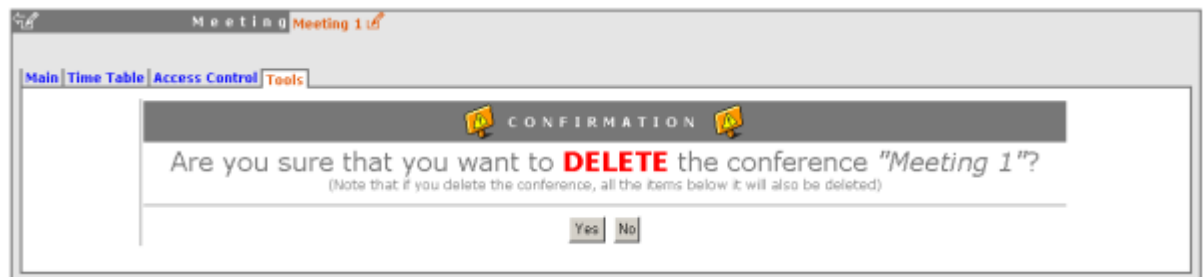 Meeting Meeting 1
Main Time Table Access Control Tools
CONFIRMATION
Are you sure that you want to DELETE the conference "Meeting 1"?
(Note that if you delete the conference, all the items below it will also be deleted)
Yes No